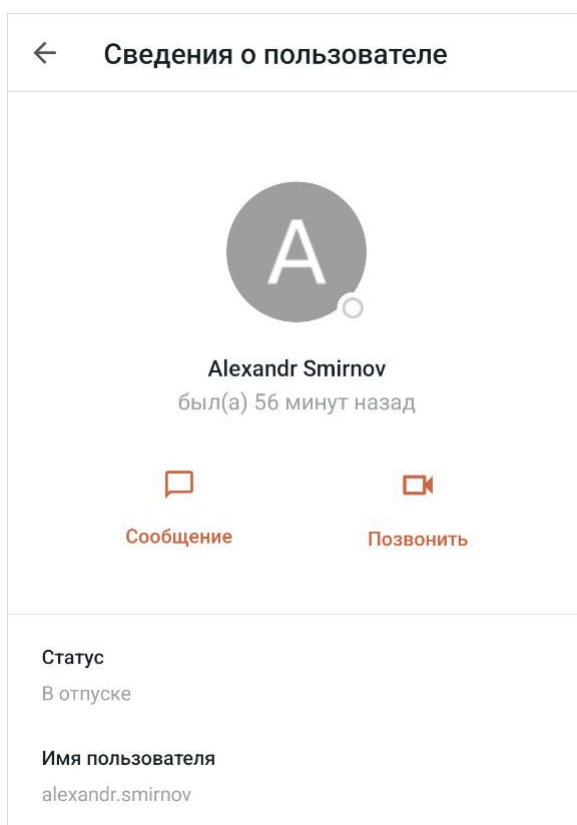 Сведения о пользователе
A
Alexandr Smirnov
был(а) 56 минут назад
Сообщение Позвонить
Статус
В отпуске
Имя пользователя
alexandr.smirnov